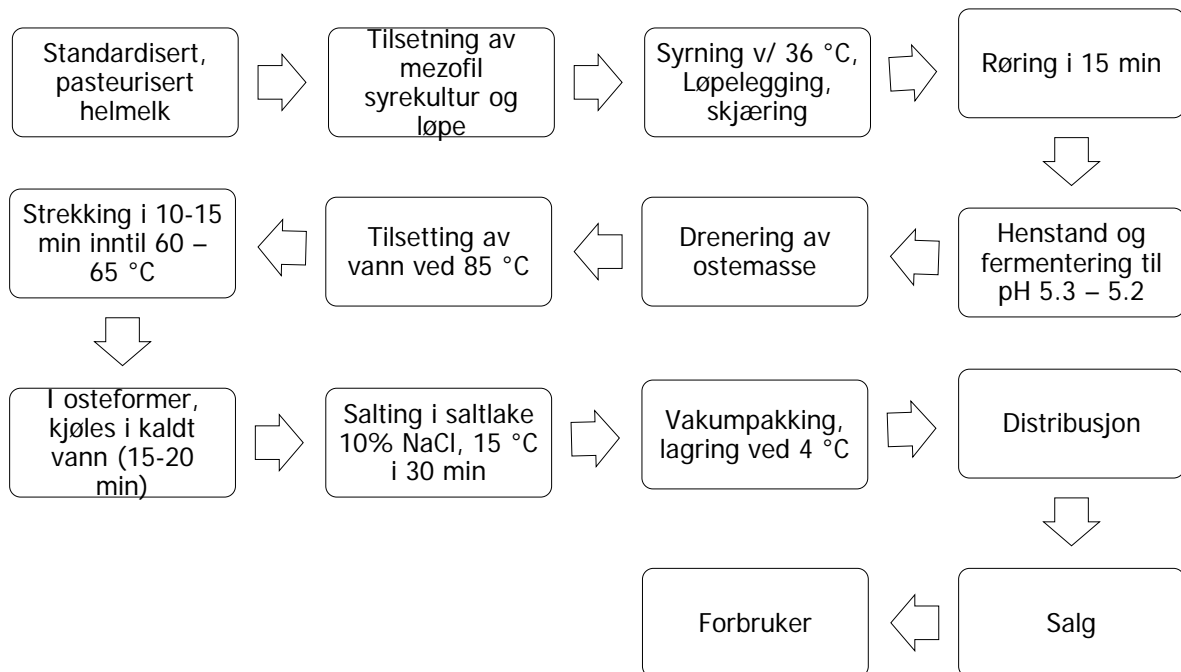 Standardisert,
pasteurisert
helmelk
Tilsetning av
mezofil
syrekultur og
løpe
Syrning v/ 36 °C,
Løpelegging,
skjæring
Røring i 15 min
Henstand og
fermentering til
pH 5.3 – 5.2
Drenering av
ostemasse
Tilsetting av
vann ved 85 °C
Strekking i 10-15
min inntil 60 –
65 °C
I osteformer,
kjøles i kaldt
vann (15-20
min)
Salting i saltlake
10% NaCl, 15 °C
i 30 min
Vakumpakking,
lagring ved 4 °C
Distribusjon
Salg
Forbruker